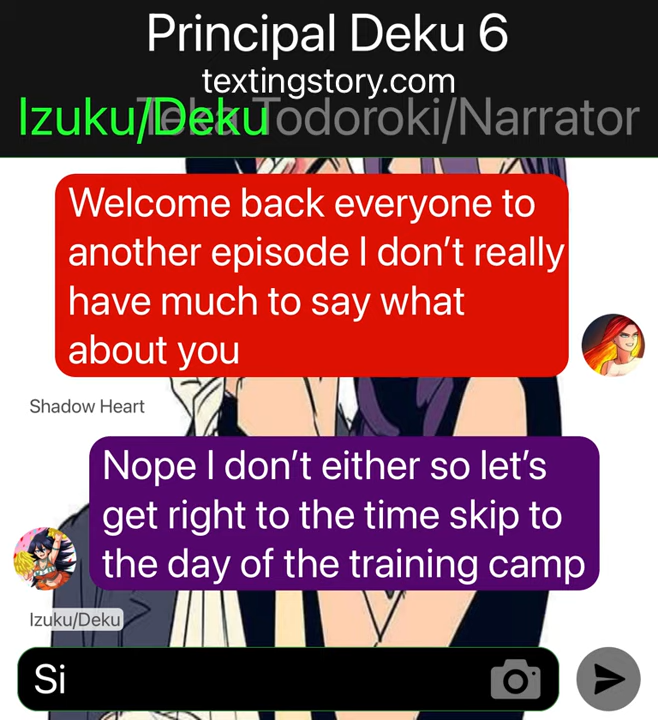 Principal Deku 6
textingstory.com
Izuku/Deku Todoroki/Narrator
Welcome back everyone to
another episode I don't really
have much to say what
about you
Shadow Heart
Nope I don't either so let's
get right to the time skip to
the day of the training camp
Izuku/Deku
Si